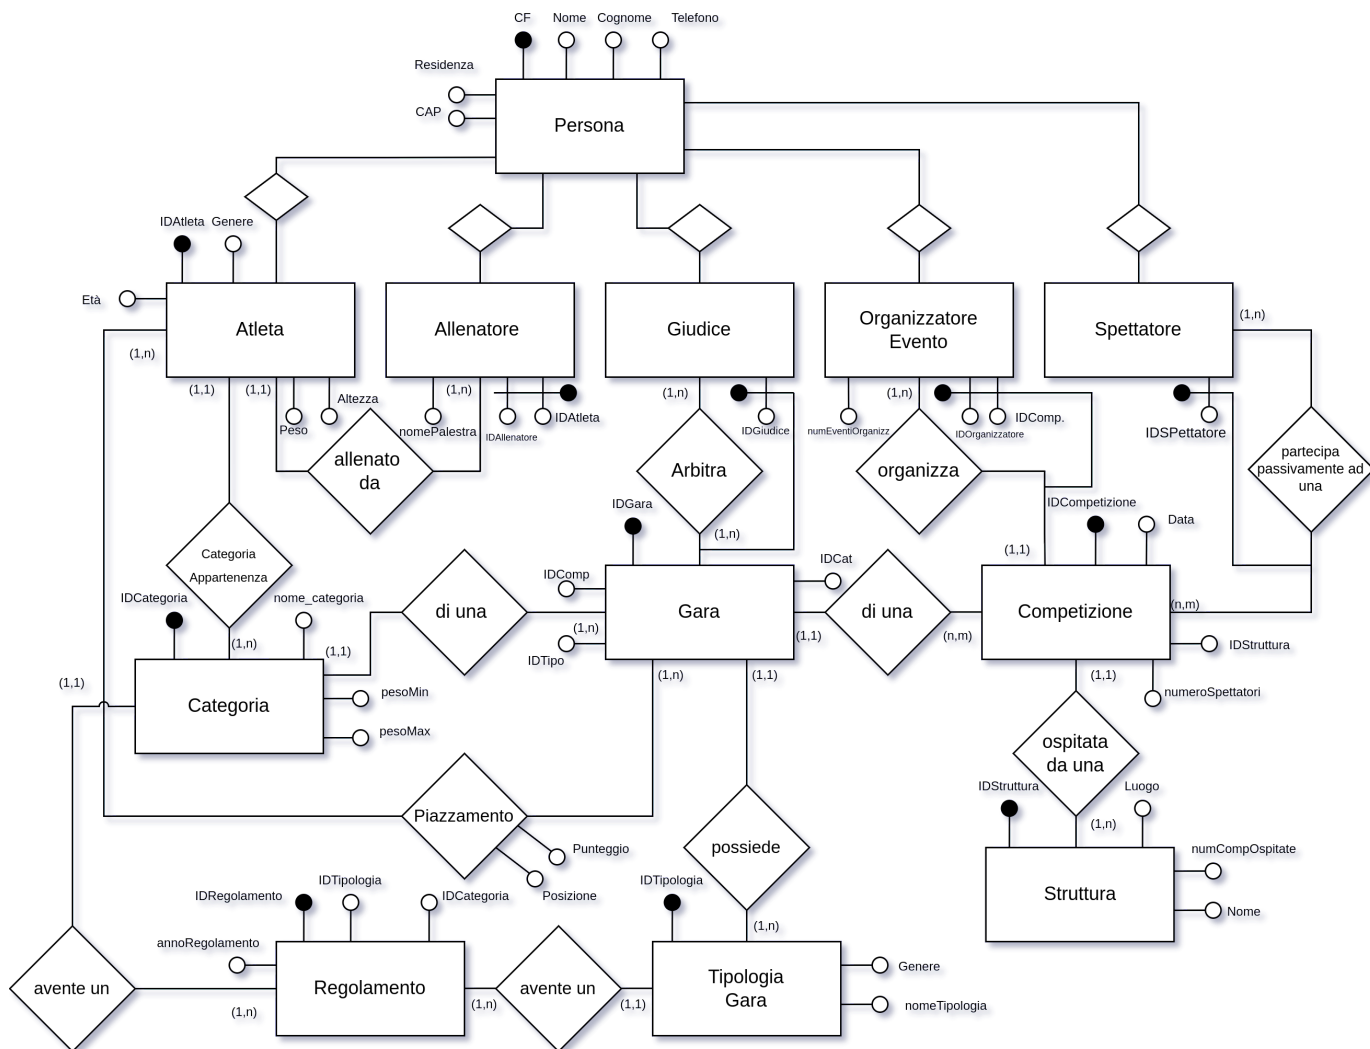 CF
Nome
Cognome
Telefono
Residenza
CAP
Persona
IDAtleta
Genere
Età
Atleta
Allenatore
Giudice
Organizzatore
Evento
Spettatore
(1,n)
(1,n)
(1,1)
(1,1)
(1,n)
(1,n)
(1,n)
Altezza
Peso
nomePalestra
IDAllenatore
IDAtleta
IDGiudice
numEventiOrganizz
IDOrganizzatore
IDComp.
IDSPettatore
allenato
da
Arbitra
organizza
partecipa
passivamente ad
una
IDGara
(1,n)
IDCompetizione
Data
Categoria
Appartenenza
(1,1)
IDCat
IDComp
IDCategoria
nome_categoria
di una
Gara
di una
Competizione
(n,m)
(1,n)
(1,1)
(n,m)
(1,n)
(1,1)
IDTipo
IDStruttura
(1,1)
(1,n)
(1,1)
(1,1)
pesoMin
numeroSpettatori
Categoria
pesoMax
ospitata
da una
IDStruttura
Luogo
Piazzamento
(1,n)
Punteggio
possiede
numCompOspitate
IDTipologia
IDTipologia
Posizione
IDRegolamento
IDCategoria
Struttura
Nome
(1,n)
annoRegolamento
Genere
avente un
Regolamento
avente un
Tipologia
Gara
(1,n)
(1,n)
(1,1)
nomeTipologia